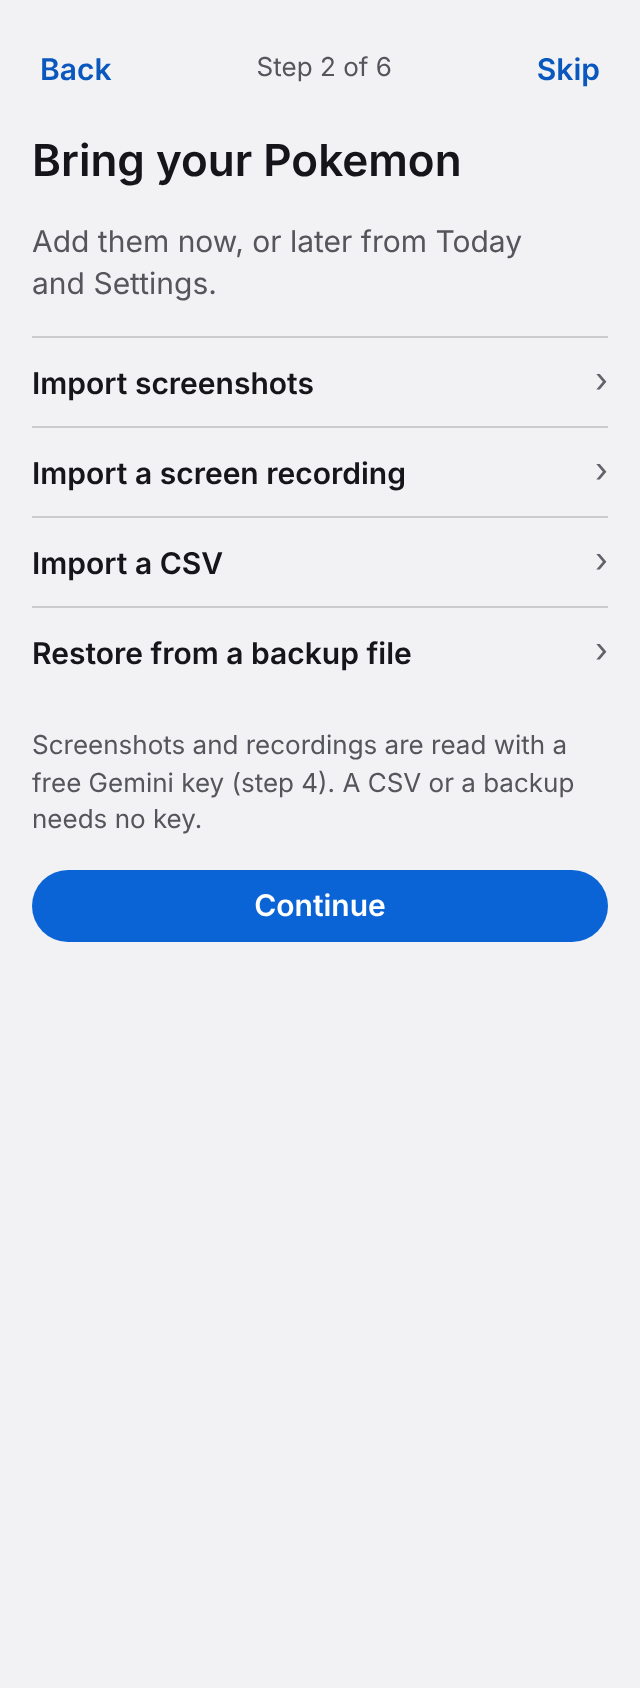 Back
Step 2 of 6
Skip
Bring your Pokemon
Add them now, or later from Today
and Settings.
Import screenshots
Import a screen recording
Import a CSV
Restore from a backup file
Screenshots and recordings are read with a
free Gemini key (step 4). A CSV or a backup
needs no key.
Continue